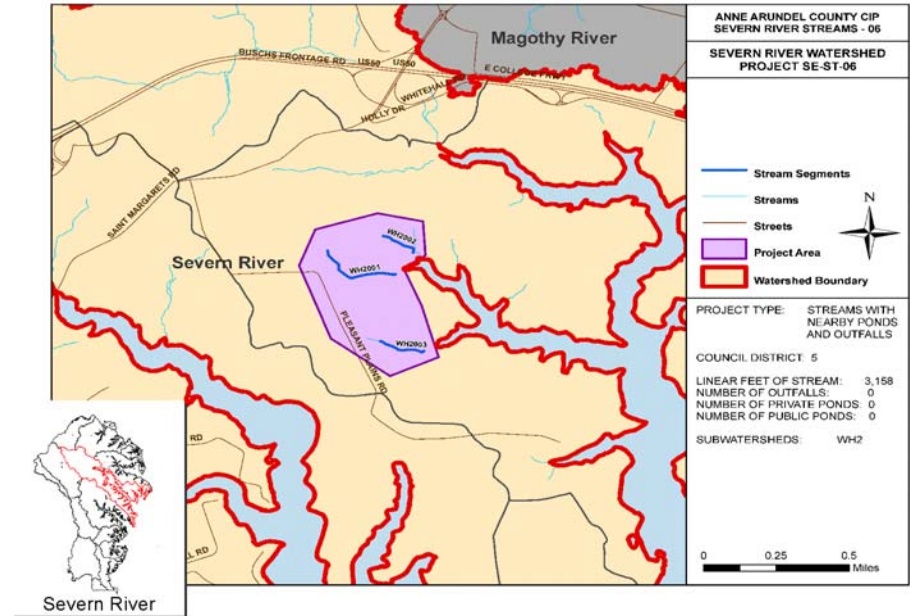 Magothy River
BUSCHS FRONTAGE RD
US50
US50
E COLLEGE PKWY
WHITEHALL RD
HOLLY DR
SAINT MARGARETS RD
Severn River
WH2002
WH2001
WH2003
PLEASANT PLAINS RD
RD
L RD
Severn River
ANNE ARUNDEL COUNTY CIP
SEVERN RIVER STREAMS - 06
SEVERN RIVER WATERSHED
PROJECT SE-ST-06
Stream Segments
Streams
Streets
Project Area
Watershed Boundary
N
PROJECT TYPE: STREAMS WITH
NEARBY PONDS
AND OUTFALLS
COUNCIL DISTRICT: 5
LINEAR FEET OF STREAM: 3,158
NUMBER OF OUTFALLS: 0
NUMBER OF PRIVATE PONDS: 0
NUMBER OF PUBLIC PONDS: 0
SUBWATERSHEDS: WH2
0 0.25 0.5
Miles